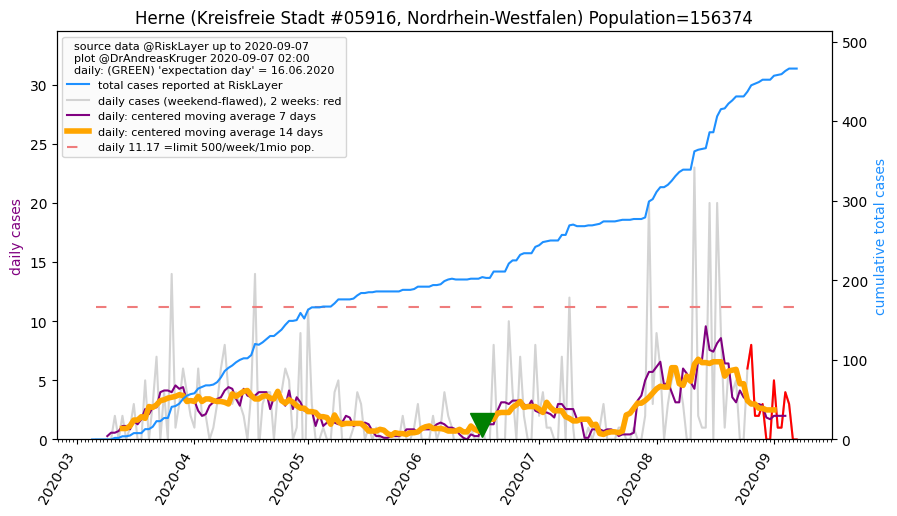 Herne (Kreisfreie Stadt #05916, Nordrhein-Westfalen) Population=156374
source data @RiskLayer up to 2020-09-07
plot @DrAndreasKruger 2020-09-07 02:00
daily: (GREEN) 'expectation day' = 16.06.2020
total cases reported at RiskLayer
daily cases (weekend-flawed), 2 weeks: red
daily: centered moving average 7 days
daily: centered moving average 14 days
daily 11.17 =limit 500/week/1mio pop.
daily cases
30
25
20
15
10
5
0
cumulative total cases
500
400
300
200
100
0
2020-03
2020-04
2020-05
2020-06
2020-07
2020-08
2020-09